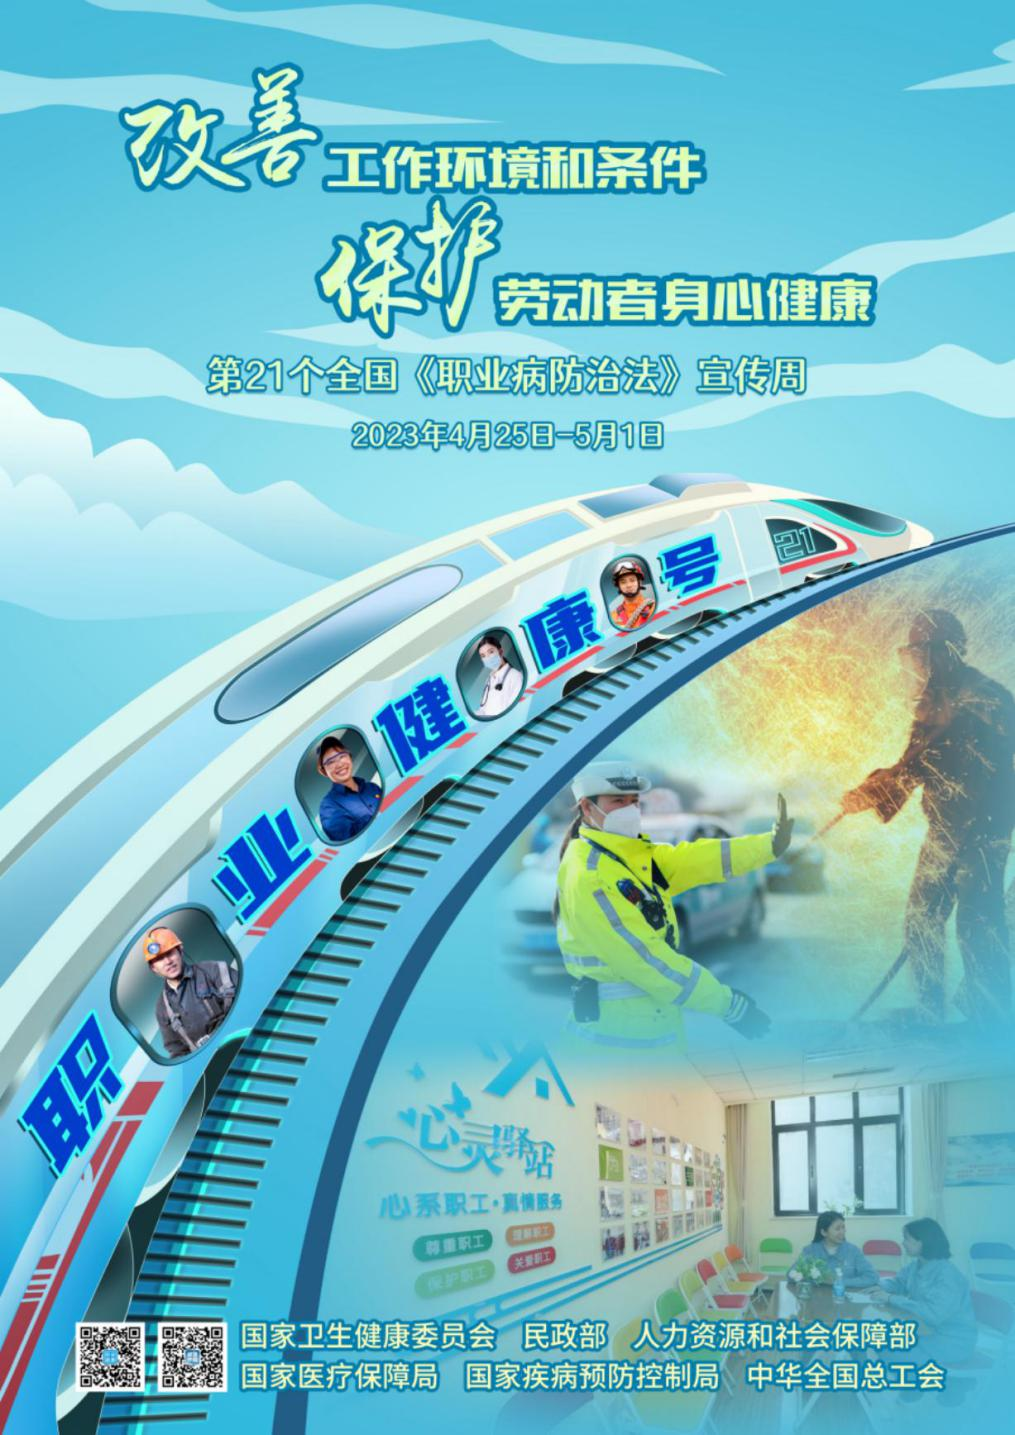 改善工作环境和条件
保护劳动者身心健康
第21个全国《职业病防治法》宣传周
2023年4月25日-5月1日
职业健康号
21
心灵驿站
心系职工·真情服务
尊重职工 理解职工
保护职工 关爱职工
国家卫生健康委员会 民政部 人力资源和社会保障部
国家医疗保障局 国家疾病预防控制局 中华全国总工会